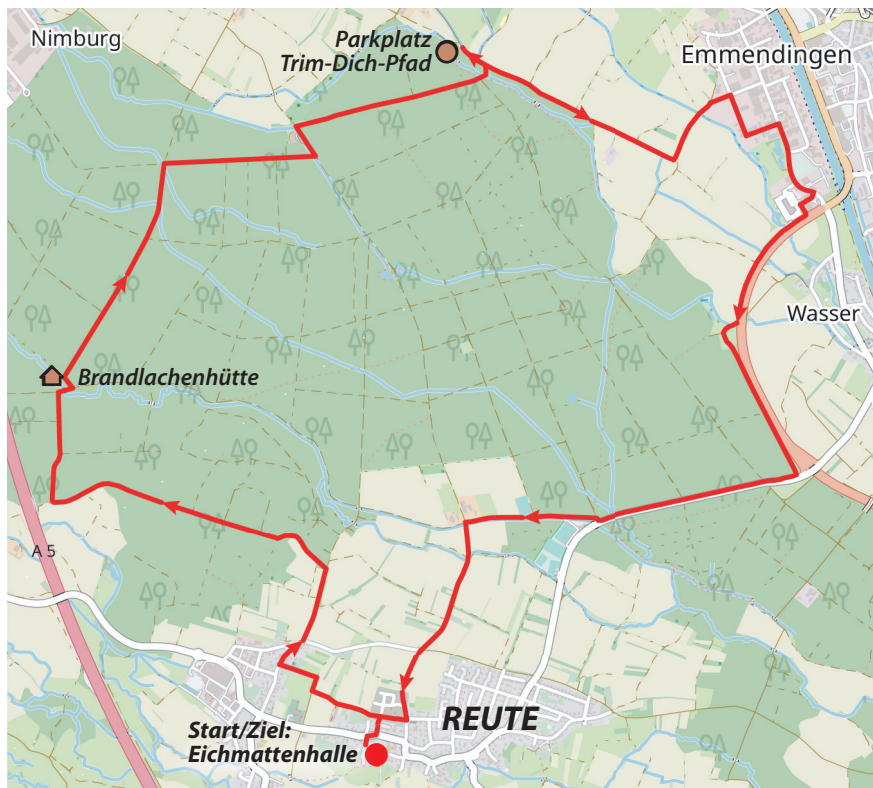 Nimburg
Parkplatz
Trim-Dich-Pfad
Emmendingen
Wasser
Brandlachenhütte
A 5
REUTE
Start/Ziel:
Eichmattenhalle